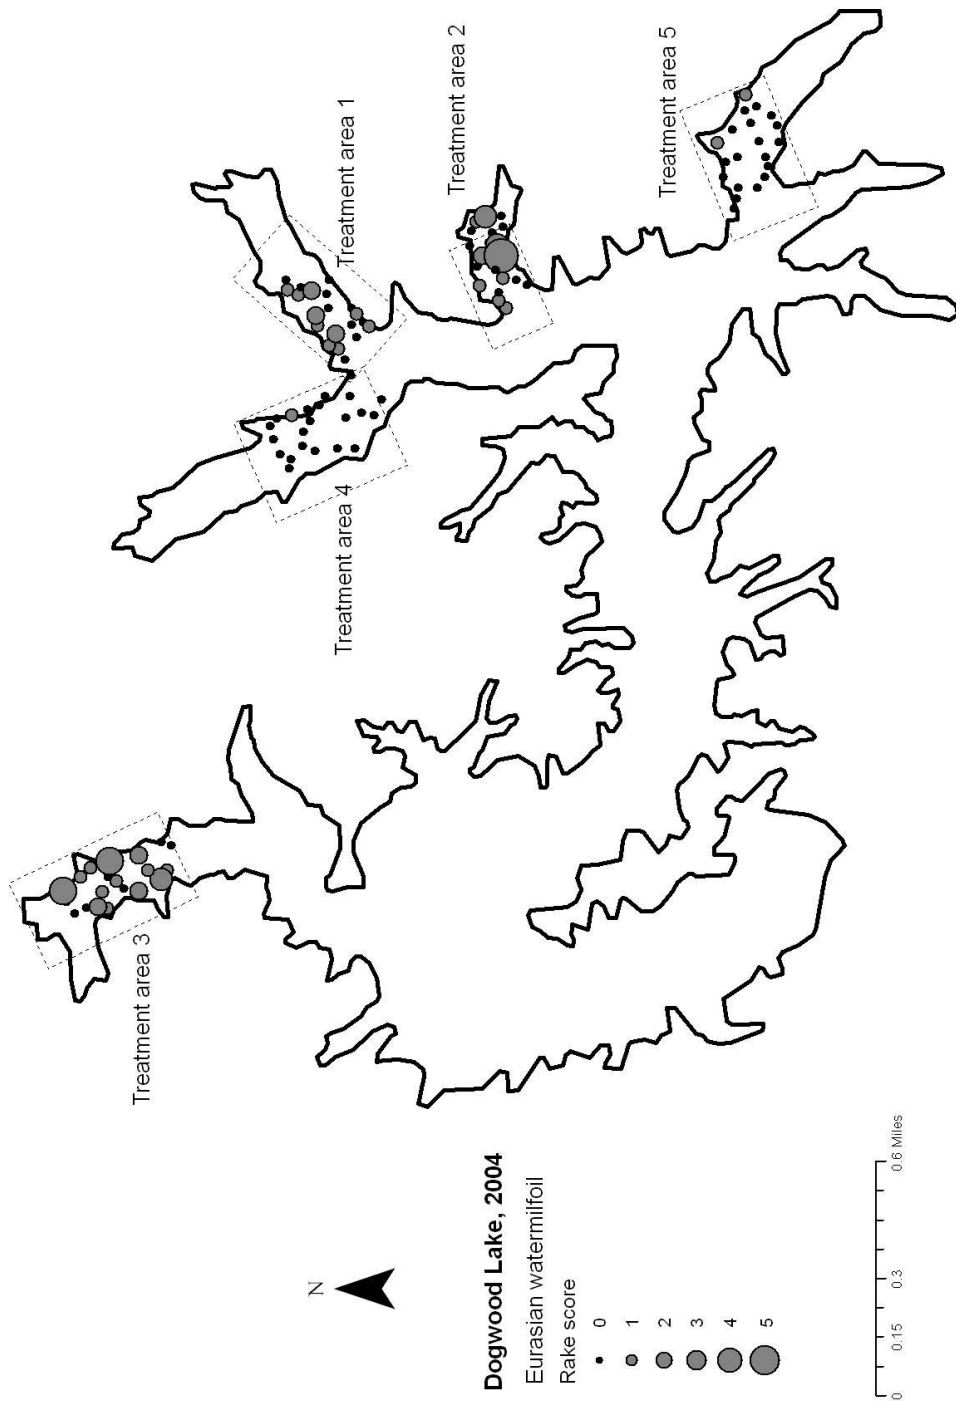 Treatment area 3
Treatment area 4
Treatment area 1
Treatment area 2
Treatment area 5
N
Dogwood Lake, 2004
Eurasian watermilfoil
Rake score
0
1
2
3
4
5
0 0.15 0.3 0.6 Miles